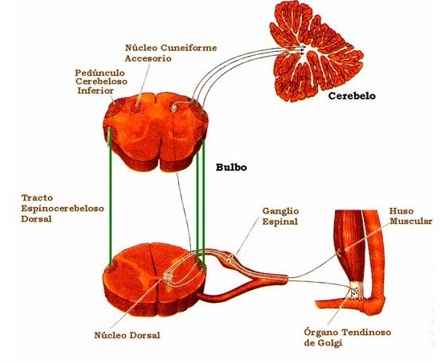 Núcleo Cuneiforme
Accesorio
Pedúnculo
Cerebeloso
Inferior
Cerebelo
Bulbo
Tracto
Espinocerebeloso
Dorsal
Ganglio
Espinal
Huso
Muscular
Núcleo Dorsal
Órgano Tendinoso
de Golgi